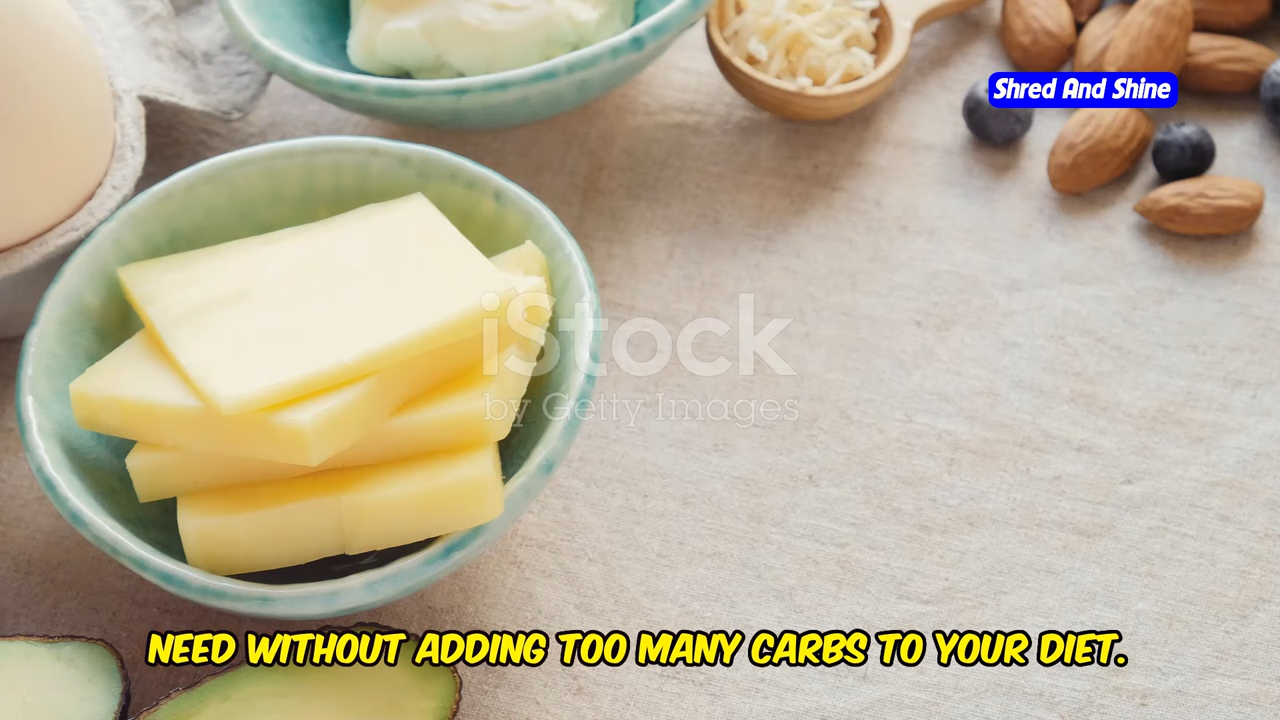 Shred And Shine
iStock
by Getty Images
NEED WITHOUT ADDING TOO MANY CARBS TO YOUR DIET.